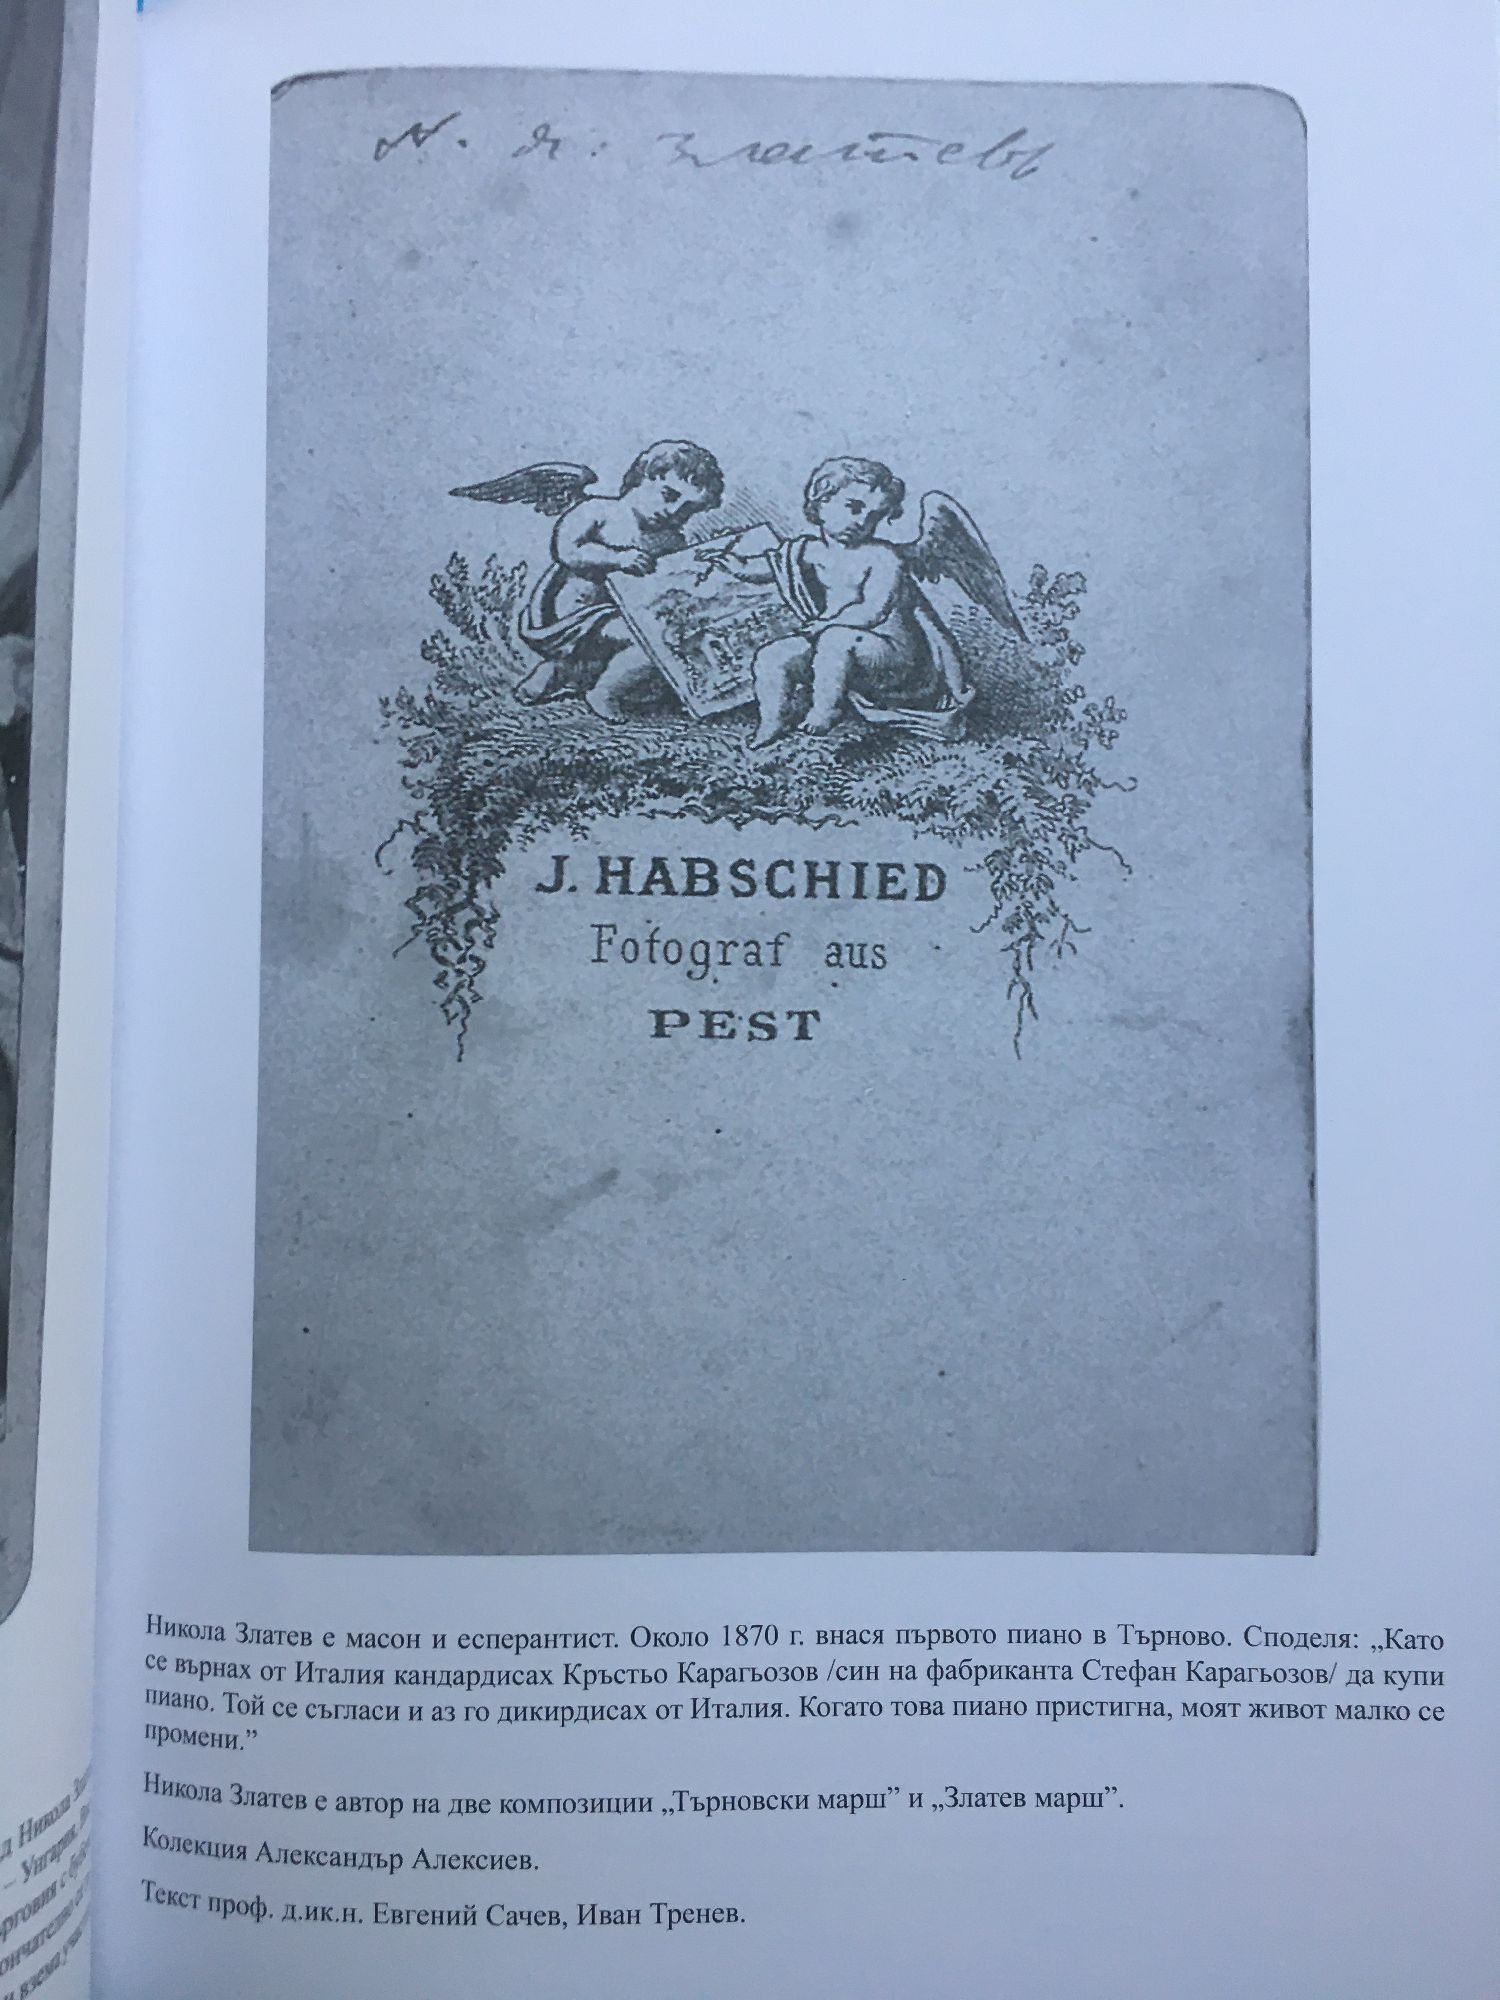 Н. Д. Златевъ
J. HABSCHIED
Fotograf aus
PEST
Никола Златев е масон и есперантист. Около 1870 г. внася първото пиано в Търново. Споделя: „Като
се върнах от Италия кандардисах Кръстьо Карагьозов /син на фабриканта Стефан Карагьозов/ да купи
пиано. Той се съгласи и аз го дикирдисах от Италия. Когато това пиано пристигна, моят живот малко се
промени.”
Никола Златев е автор на две композиции „Търновски марш” и „Златев марш”.
Колекция Александър Алексиев.
Текст проф. д.ик.н. Евгений Сачев, Иван Тренев.
Никола
– Унгария.